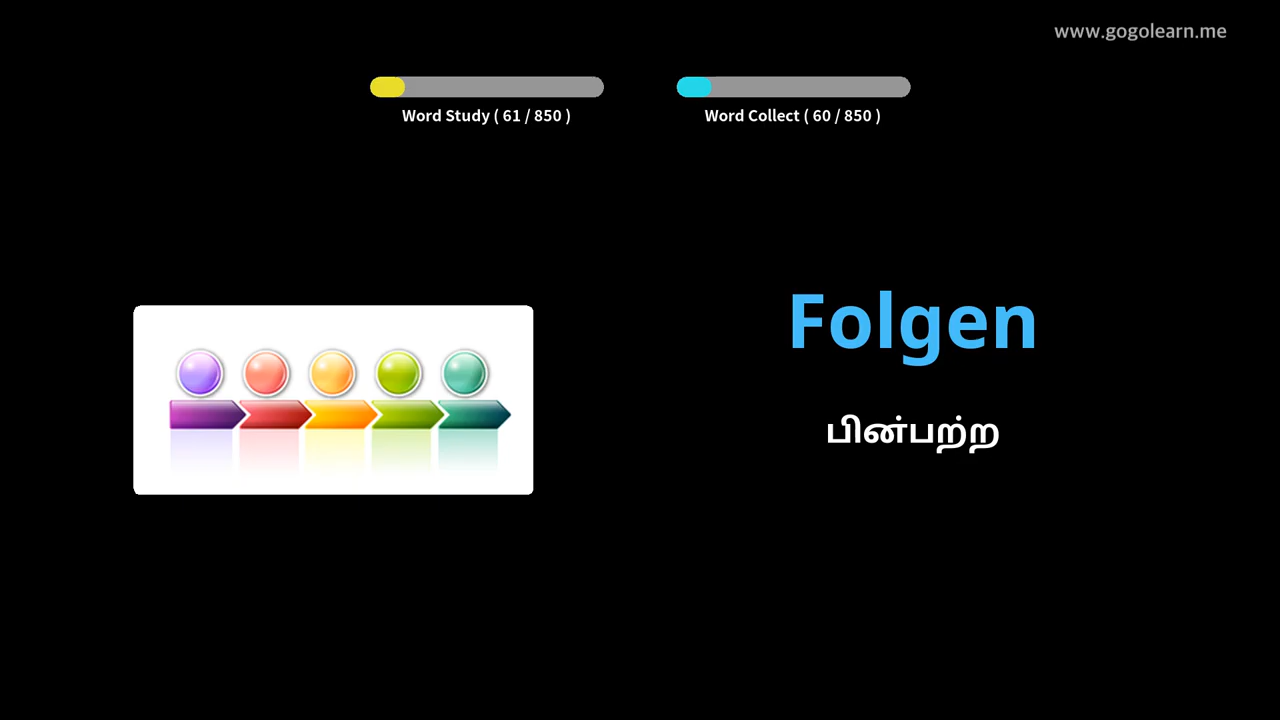 www.gogolearn.me
Word Study ( 61 / 850 )
Word Collect ( 60 / 850 )
Folgen
பின்பற்ற